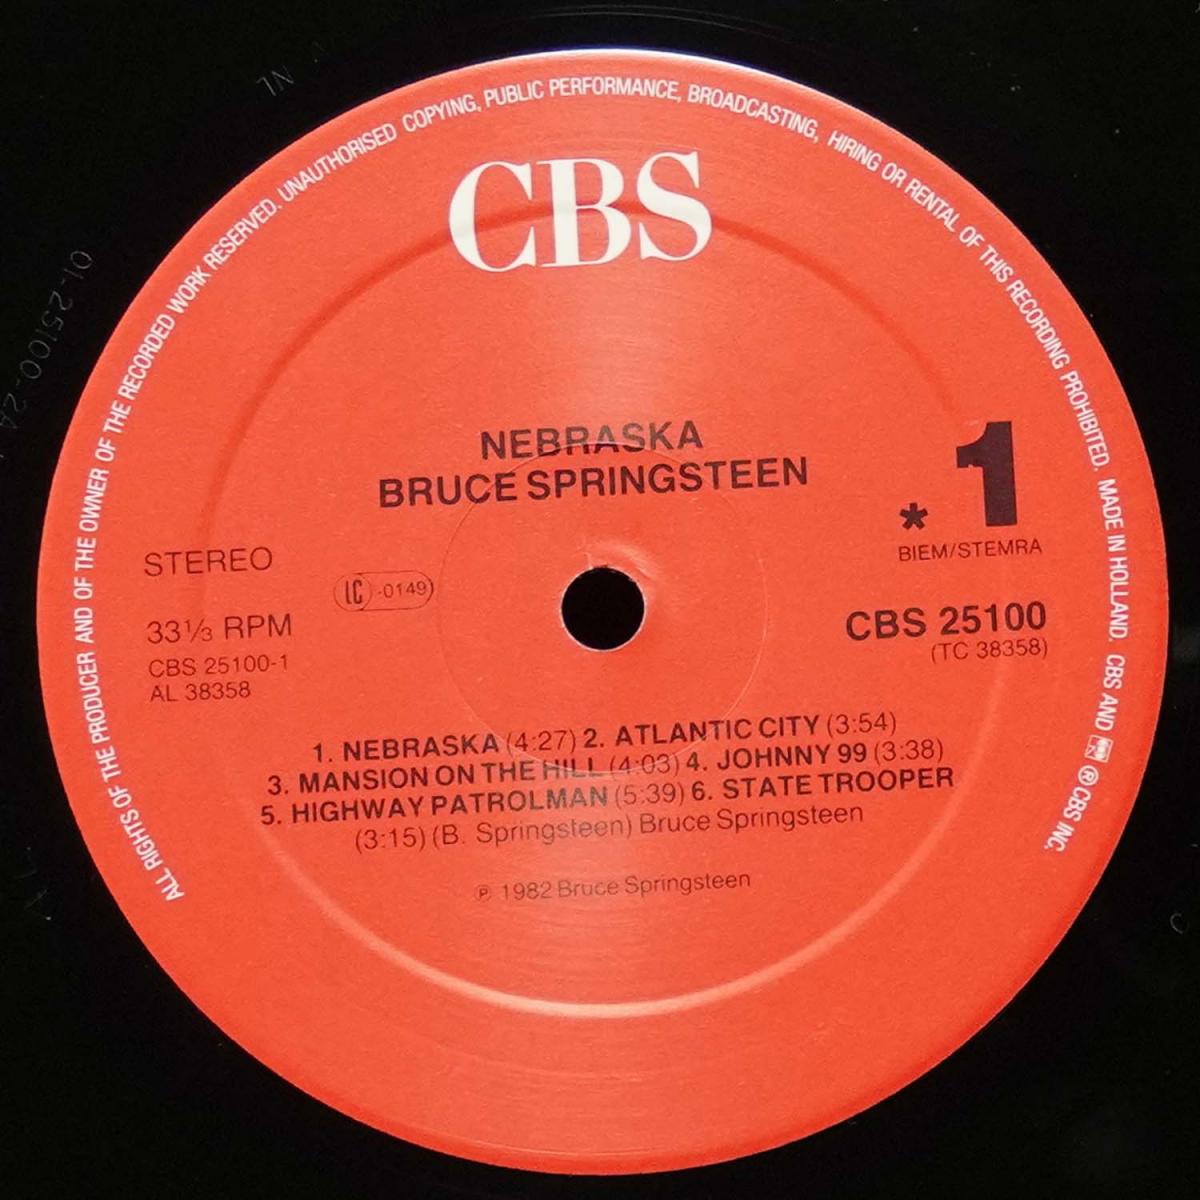 ALL RIGHTS OF THE PRODUCER AND OF THE OWNER OF THE RECORDED WORK RESERVED. UNAUTHORISED COPYING, PUBLIC PERFORMANCE, BROADCASTING, HIRING OR RENTAL OF THIS RECORDING PROHIBITED. MADE IN HOLLAND. CBS AND ® CBS INC.
CBS
NEBRASKA
BRUCE SPRINGSTEEN
* 1
BIEM/STEMRA
STEREO
LC -0149
33⅓ RPM
CBS 25100-1
AL 38358
CBS 25100
(TC 38358)
1. NEBRASKA (4:27) 2. ATLANTIC CITY (3:54)
3. MANSION ON THE HILL (4:03) 4. JOHNNY 99 (3:38)
5. HIGHWAY PATROLMAN (5:39) 6. STATE TROOPER
(3:15) (B. Springsteen) Bruce Springsteen
℗ 1982 Bruce Springsteen
NL
01-25100-2A